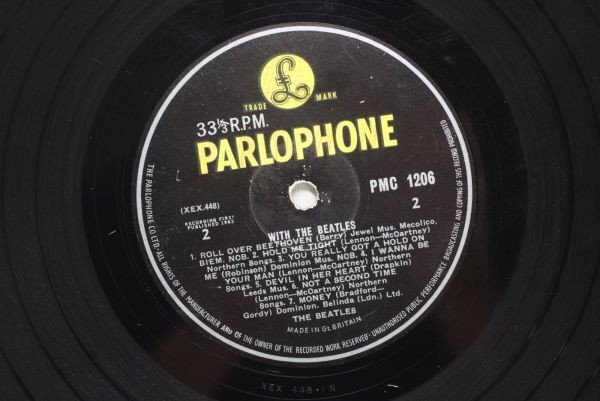 £
TRADE MARK
33⅓ R.P.M.
PARLOPHONE
(XEX.448)
PMC 1206
RECORDING FIRST
PUBLISHED 1963
2
2
WITH THE BEATLES
1. ROLL OVER BEETHOVEN (Berry) Jewel Mus. Mecolico.
BIEM. NCB. 2. HOLD ME TIGHT (Lennon—McCartney)
Northern Songs. 3. YOU REALLY GOT A HOLD ON
ME (Robinson) Dominion Mus. NCB. 4. I WANNA BE
YOUR MAN (Lennon—McCartney) Northern
Songs. 5. DEVIL IN HER HEART (Drapkin)
Leeds Mus. 6. NOT A SECOND TIME
(Lennon—McCartney) Northern
Songs. 7. MONEY (Bradford—
Gordy) Dominion, Belinda (Ldn.) Ltd.
THE BEATLES
MADE IN Gt. BRITAIN
THE PARLOPHONE CO LTD · ALL RIGHTS OF THE MANUFACTURER AND OF THE OWNER OF THE RECORDED WORK RESERVED · UNAUTHORISED PUBLIC PERFORMANCE BROADCASTING AND COPYING OF THIS RECORD PROHIBITED
XEX 448-1N